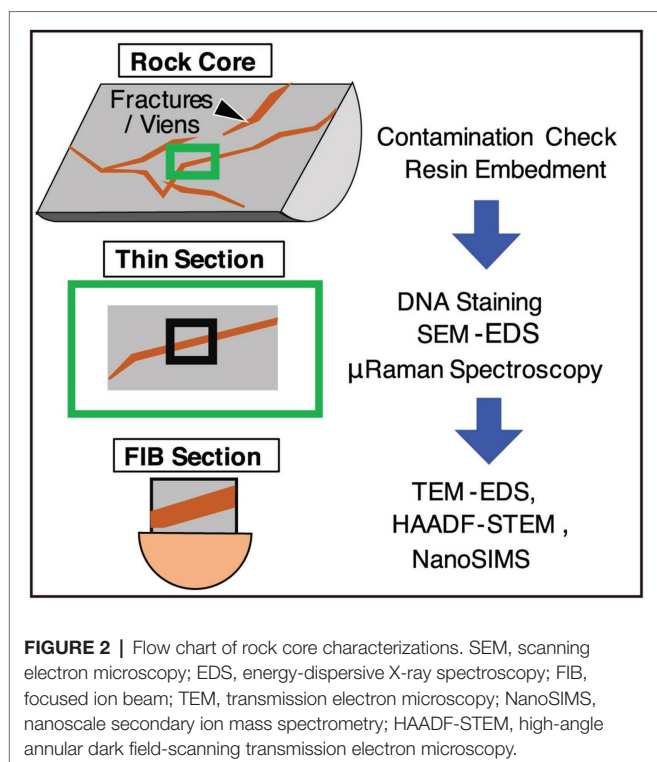 Rock Core
Fractures
/ Viens
Contamination Check
Resin Embedment
Thin Section
DNA Staining
SEM-EDS
μRaman Spectroscopy
FIB Section
TEM-EDS,
HAADF-STEM ,
NanoSIMS
FIGURE 2 | Flow chart of rock core characterizations. SEM, scanning
electron microscopy; EDS, energy-dispersive X-ray spectroscopy; FIB,
focused ion beam; TEM, transmission electron microscopy; NanoSIMS,
nanoscale secondary ion mass spectrometry; HAADF-STEM, high-angle
annular dark field-scanning transmission electron microscopy.